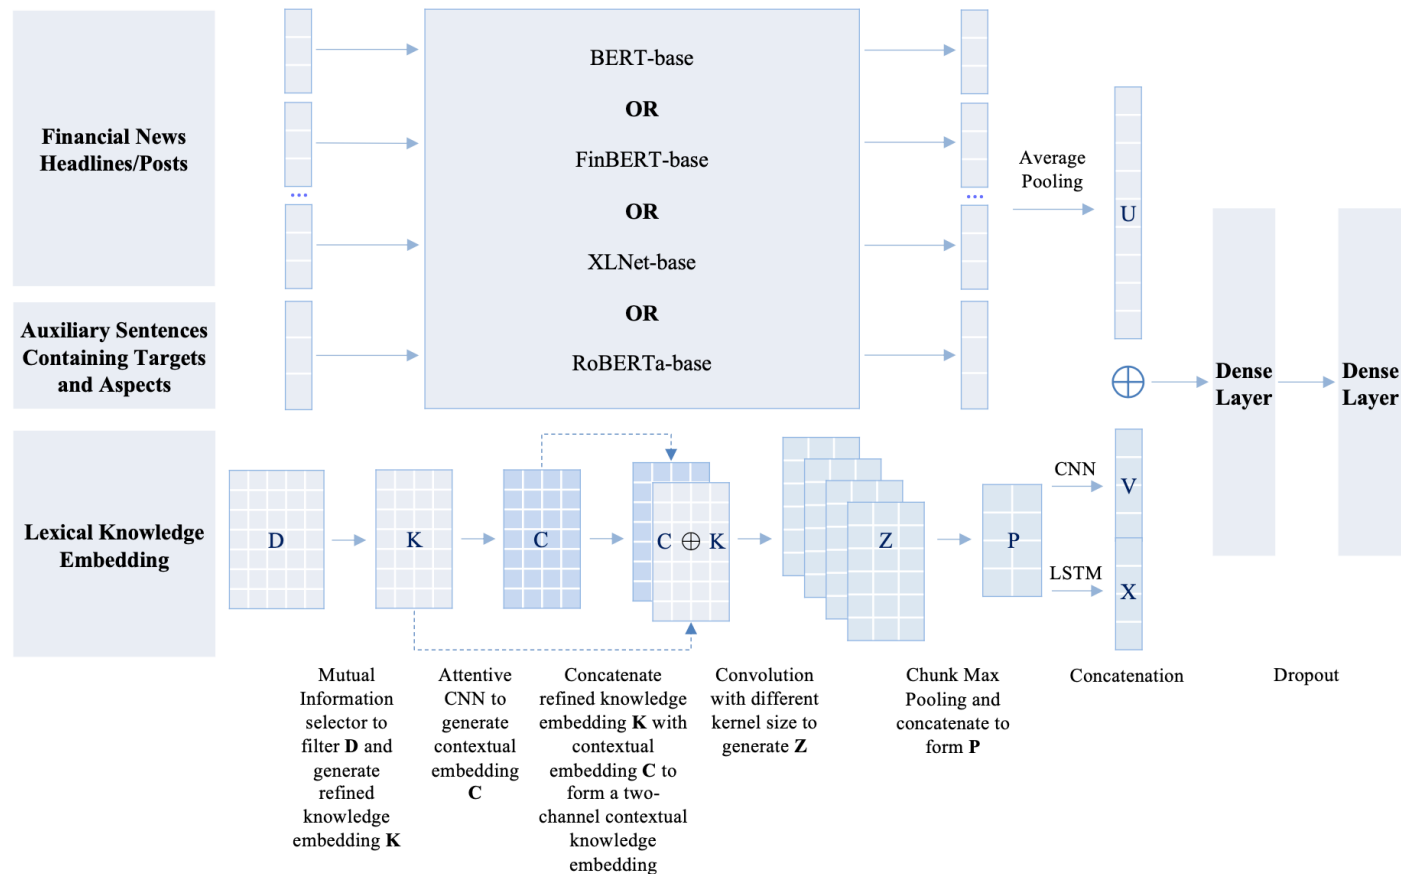 Financial News
Headlines/Posts
Auxiliary Sentences
Containing Targets
and Aspects
BERT-base
OR
FinBERT-base
OR
XLNet-base
OR
RoBERTa-base
...
...
Average
Pooling
U
Dense
Layer
Dense
Layer
Lexical Knowledge
Embedding
D
K
C
C ⊕ K
Z
P
CNN
LSTM
V
X
Mutual
Information
selector to
filter D and
generate
refined
knowledge
embedding K
Attentive
CNN to
generate
contextual
embedding
C
Concatenate
refined knowledge
embedding K with
contextual
embedding C to
form a two-
channel contextual
knowledge
embedding
Convolution
with different
kernel size to
generate Z
Chunk Max
Pooling and
concatenate to
form P
Concatenation
Dropout